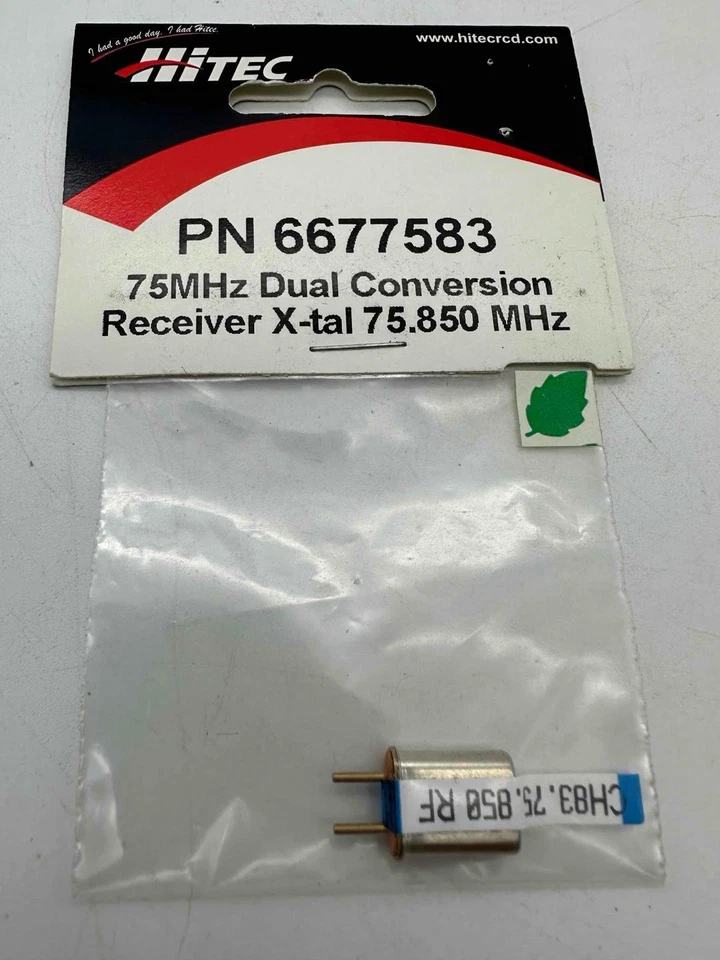 I had a good day. I had Hitec.
HiTEC
www.hitecrcd.com
PN 6677583
75MHz Dual Conversion
Receiver X-tal 75.850 MHz
CH83.75.850 RF